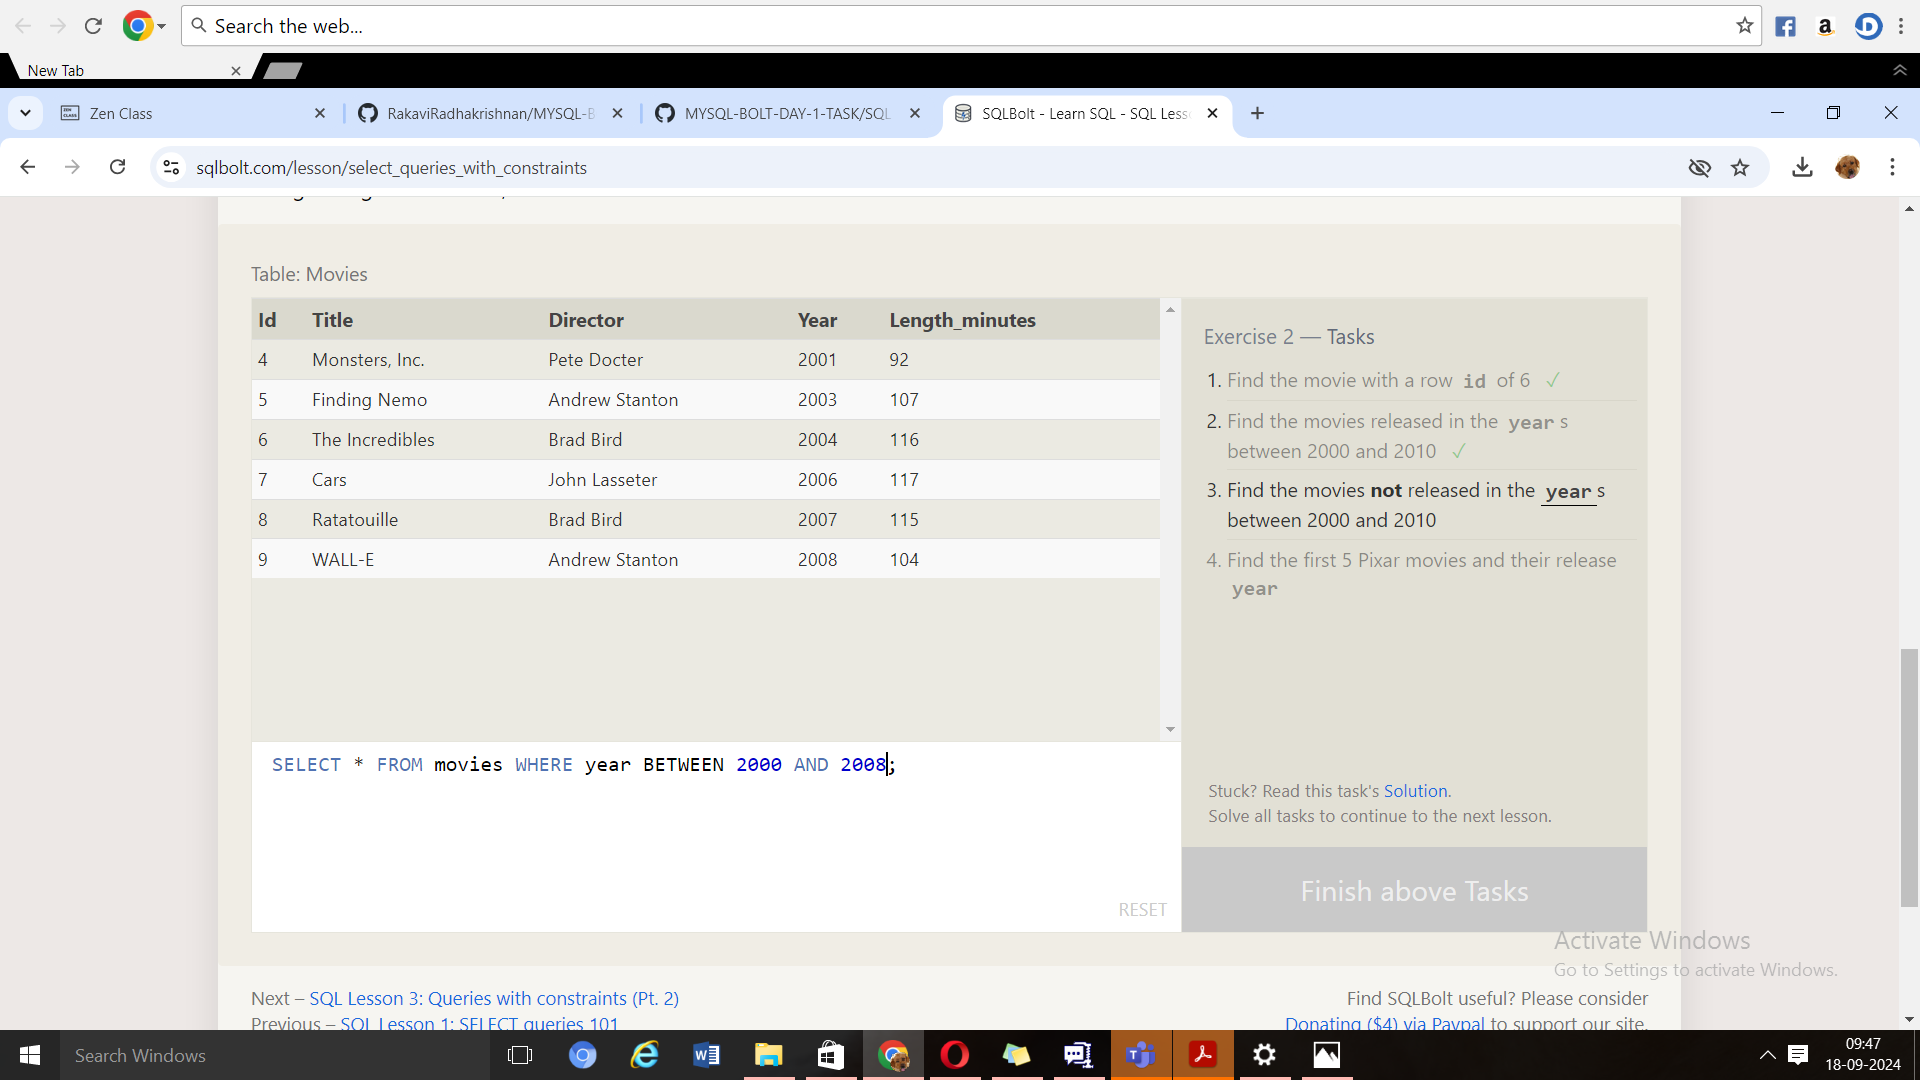 Search the web...
New Tab
Zen Class
RakaviRadhakrishnan/MYSQL-B
MYSQL-BOLT-DAY-1-TASK/SQL
SQLBolt - Learn SQL - SQL Less
sqlbolt.com/lesson/select_queries_with_constraints
Table: Movies
Id Title Director Year Length_minutes
4 Monsters, Inc. Pete Docter 2001 92
5 Finding Nemo Andrew Stanton 2003 107
6 The Incredibles Brad Bird 2004 116
7 Cars John Lasseter 2006 117
8 Ratatouille Brad Bird 2007 115
9 WALL-E Andrew Stanton 2008 104
SELECT * FROM movies WHERE year BETWEEN 2000 AND 2008;
RESET
Exercise 2 — Tasks
1. Find the movie with a row id of 6 ✓
2. Find the movies released in the year s
between 2000 and 2010 ✓
3. Find the movies not released in the year s
between 2000 and 2010
4. Find the first 5 Pixar movies and their release
year
Stuck? Read this task's Solution.
Solve all tasks to continue to the next lesson.
Finish above Tasks
Activate Windows
Go to Settings to activate Windows.
Next – SQL Lesson 3: Queries with constraints (Pt. 2)
Previous – SQL Lesson 1: SELECT queries 101
Find SQLBolt useful? Please consider
Donating ($4) via Paypal to support our site.
Search Windows
09:47
18-09-2024